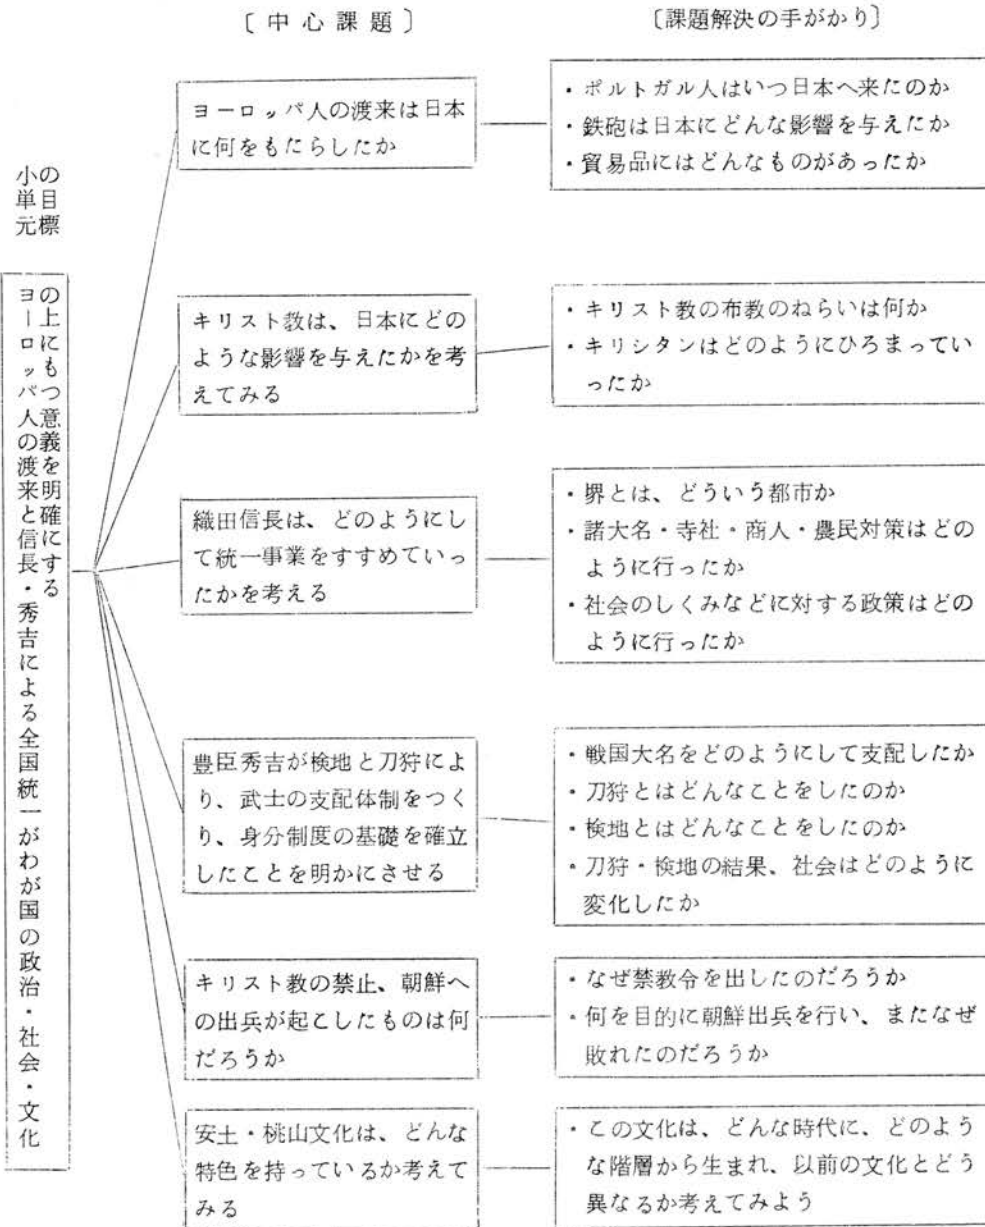 〔中心課題〕
〔課題解決の手がかり〕
小単元
の目標
ヨーロッパ人の渡来と信長・秀吉による全国統一がわが国の政治・社会・文化
の上にもつ意義を明確にする
ヨーロッパ人の渡来は日本
に何をもたらしたか
・ポルトガル人はいつ日本へ来たのか
・鉄砲は日本にどんな影響を与えたか
・貿易品にはどんなものがあったか
キリスト教は、日本にどの
ような影響を与えたかを考
えてみる
・キリスト教の布教のねらいは何か
・キリシタンはどのようにひろまってい
ったか
織田信長は、どのようにし
て統一事業をすすめていっ
たかを考える
・堺とは、どういう都市か
・諸大名・寺社・商人・農民対策はどの
ように行ったか
・社会のしくみなどに対する政策はどの
ように行ったか
豊臣秀吉が検地と刀狩によ
り、武士の支配体制をつく
り、身分制度の基礎を確立
したことを明かにさせる
・戦国大名をどのようにして支配したか
・刀狩とはどんなことをしたのか
・検地とはどんなことをしたのか
・刀狩・検地の結果、社会はどのように
変化したか
キリスト教の禁止、朝鮮へ
の出兵が起こしたものは何
だろうか
・なぜ禁教令を出したのだろうか
・何を目的に朝鮮出兵を行い、またなぜ
敗れたのだろうか
安土・桃山文化は、どんな
特色を持っているか考えて
みる
・この文化は、どんな時代に、どのよう
な階層から生まれ、以前の文化とどう
異なるか考えてみよう